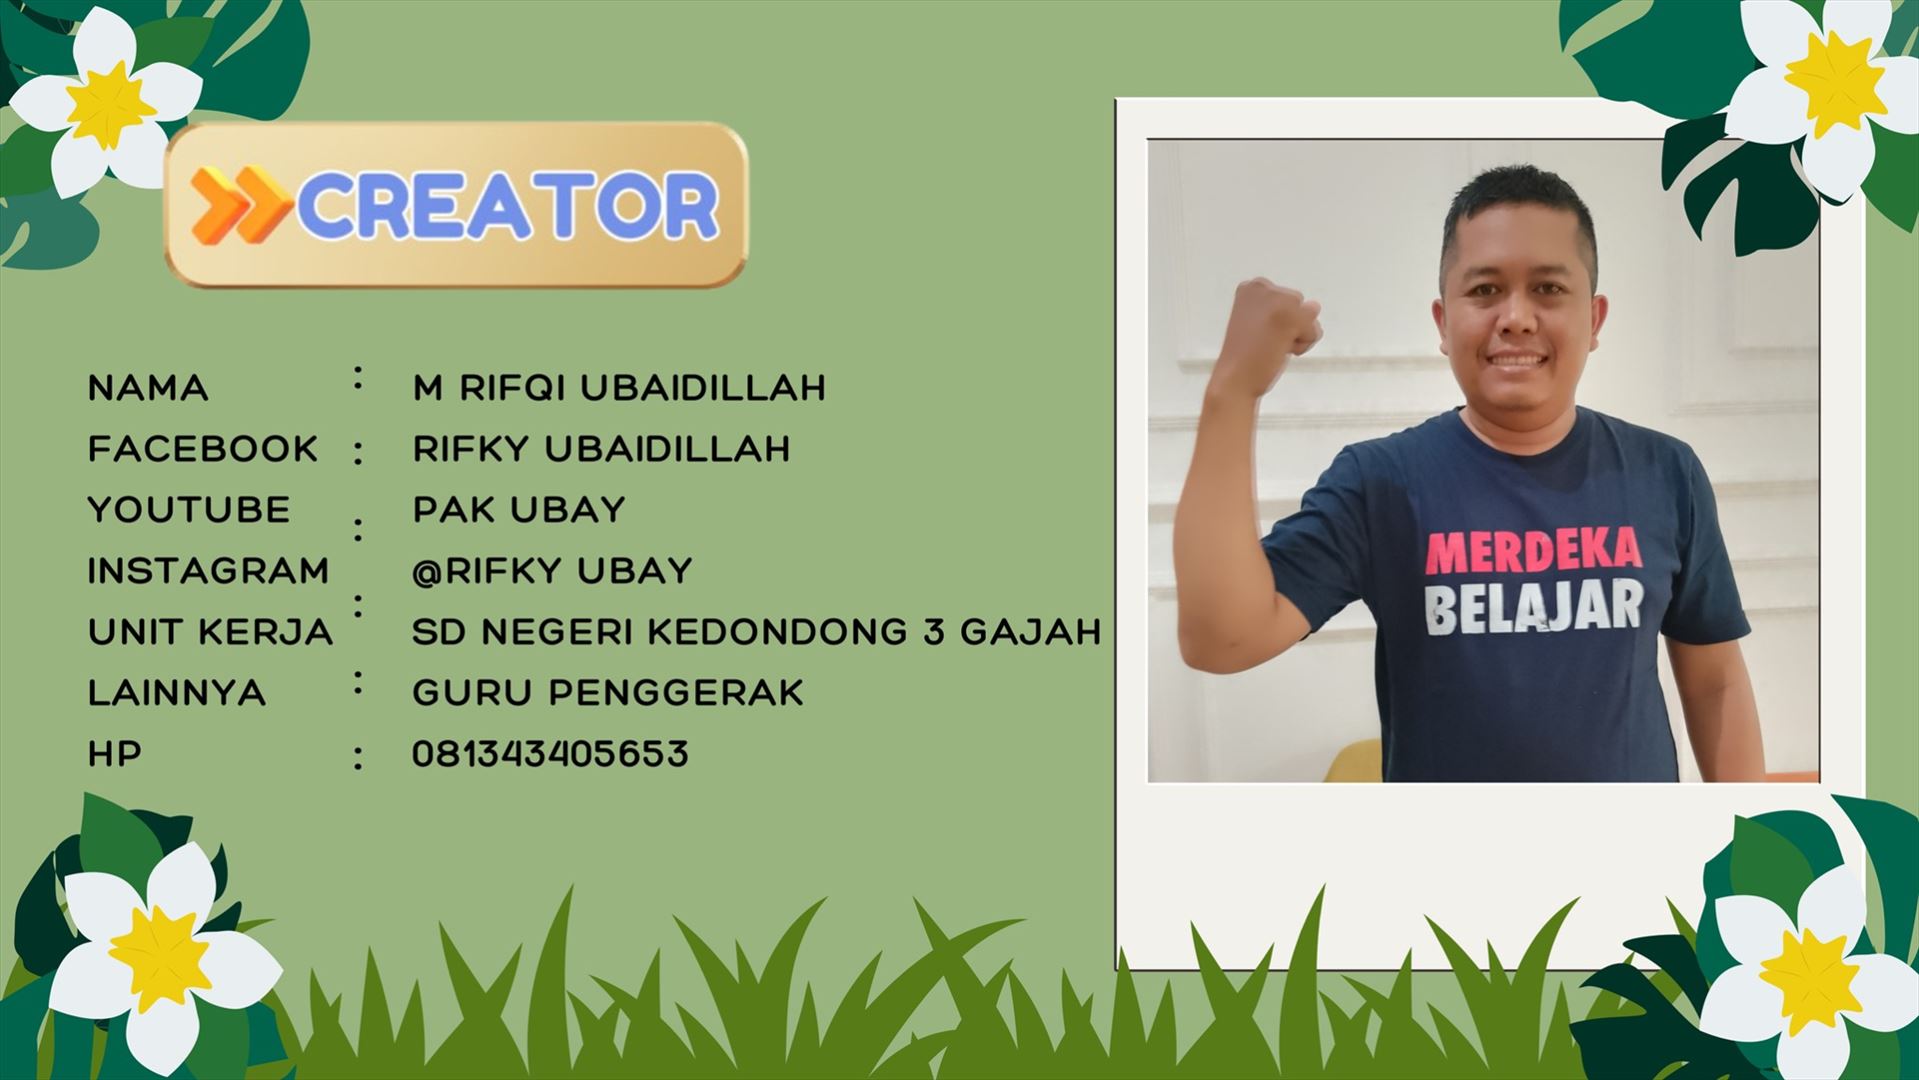 CREATOR
NAMA : M RIFQI UBAIDILLAH
FACEBOOK : RIFKY UBAIDILLAH
YOUTUBE : PAK UBAY
INSTAGRAM : @RIFKY UBAY
UNIT KERJA : SD NEGERI KEDONDONG 3 GAJAH
LAINNYA : GURU PENGGERAK
HP : 081343405653
MERDEKA
BELAJAR